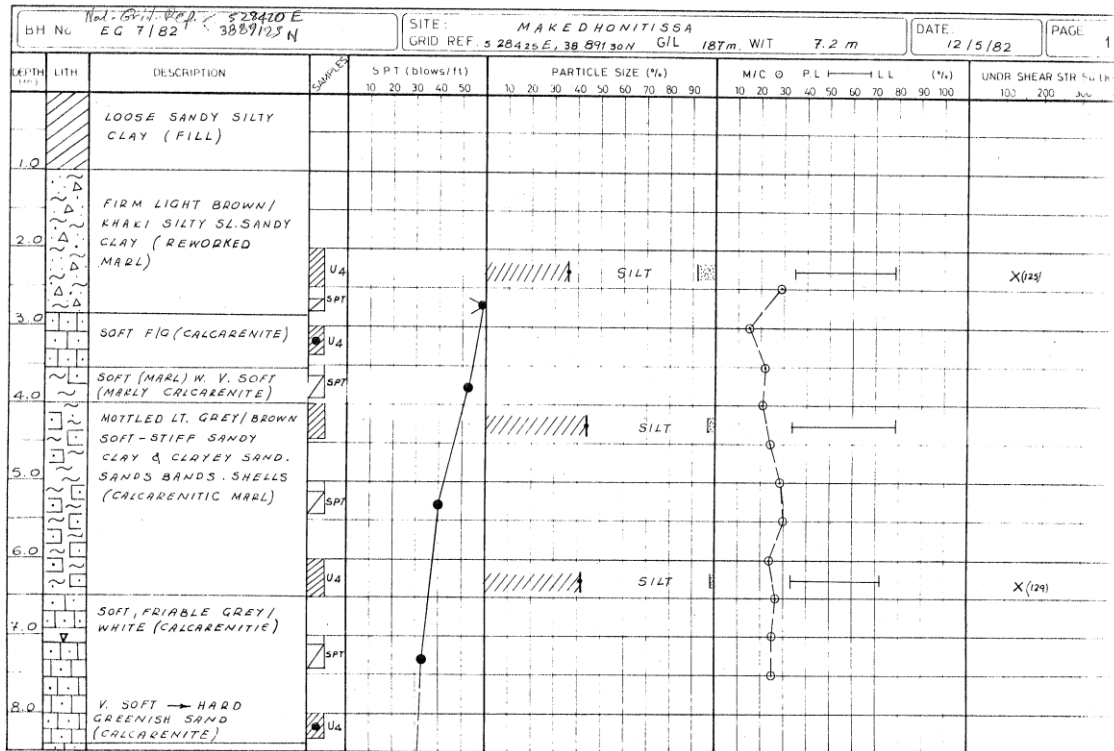 Nat. Grid Ref. : 528420 E
3889125 N
BH No EG 7/82
SITE: MAKEDHONITISSA
GRID REF. 5 28425E, 38 89130N G/L 187m. WIT 7.2 m
DATE: 12/5/82
PAGE 1
DEPTH LITH DESCRIPTION SAMPLES
SPT (blows/ft)
10 20 30 40 50
PARTICLE SIZE (%)
10 30 50 70 90
M/C ⊙ P.L LL (%)
10 20 30 40 50 60 70 80 90 100
UNDR SHEAR STR Su
100 200 300
LOOSE SANDY SILTY
CLAY (FILL)
1.0
FIRM LIGHT BROWN/
KHAKI SILTY SL.SANDY
CLAY (REWORKED
MARL)
2.0
U4
SILT
X(125)
SPT
3.0
SOFT F/G (CALCARENITE)
U4
SOFT (MARL) W. V. SOFT
(MARLY CALCARENITE)
SPT
4.0
MOTTLED LT. GREY/BROWN
SOFT-STIFF SANDY
CLAY & CLAYEY SAND.
SANDS BANDS. SHELLS
(CALCARENITIC MARL)
SILT
5.0
SPT
6.0
U4
SILT
X(129)
SOFT, FRIABLE GREY/
WHITE (CALCARENITIE)
7.0
SPT
8.0
V. SOFT → HARD
GREENISH SAND
(CALCARENITE)
U4